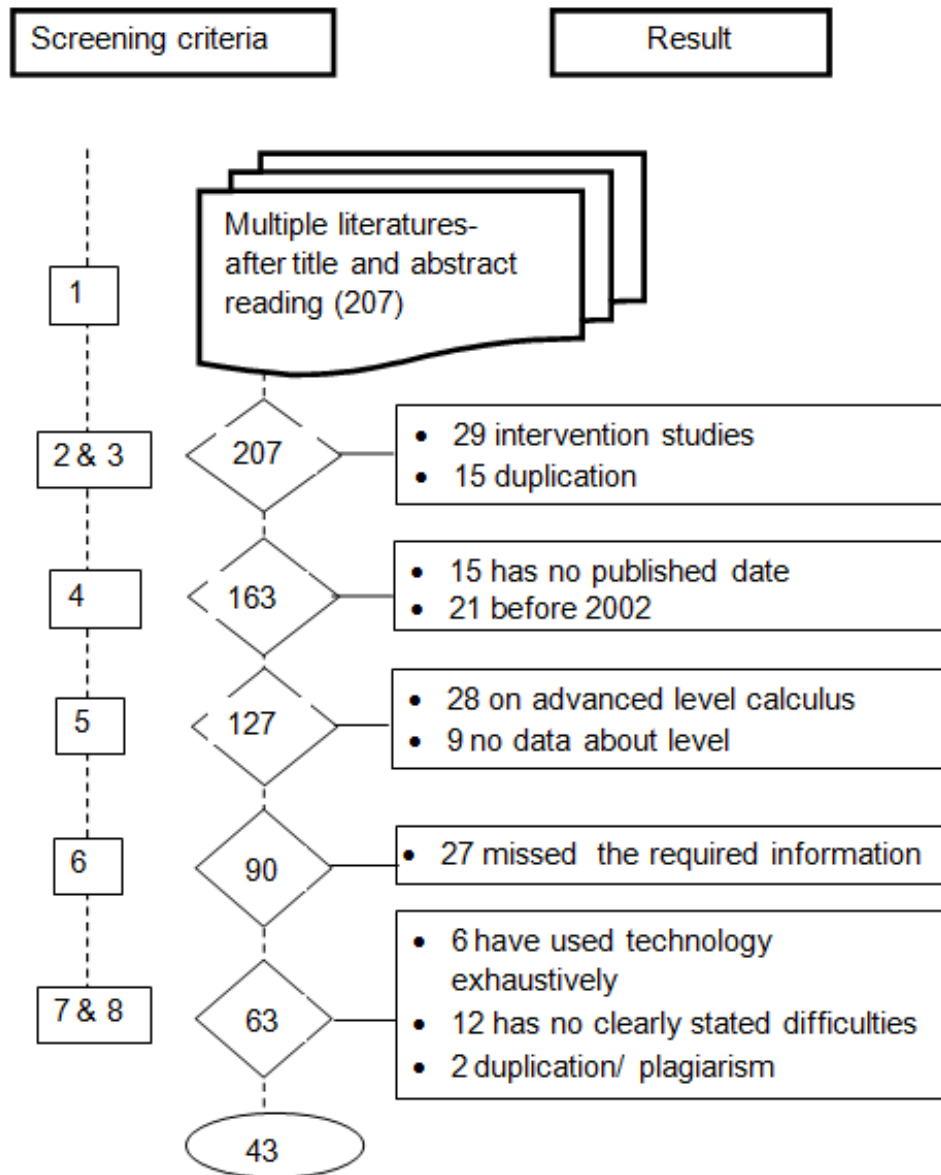 Screening criteria
Result
Multiple literatures-
after title and abstract
reading (207)
1
2 & 3
207
• 29 intervention studies
• 15 duplication
4
163
• 15 has no published date
• 21 before 2002
5
127
• 28 on advanced level calculus
• 9 no data about level
6
90
• 27 missed the required information
7 & 8
63
• 6 have used technology
exhaustively
• 12 has no clearly stated difficulties
• 2 duplication/ plagiarism
43